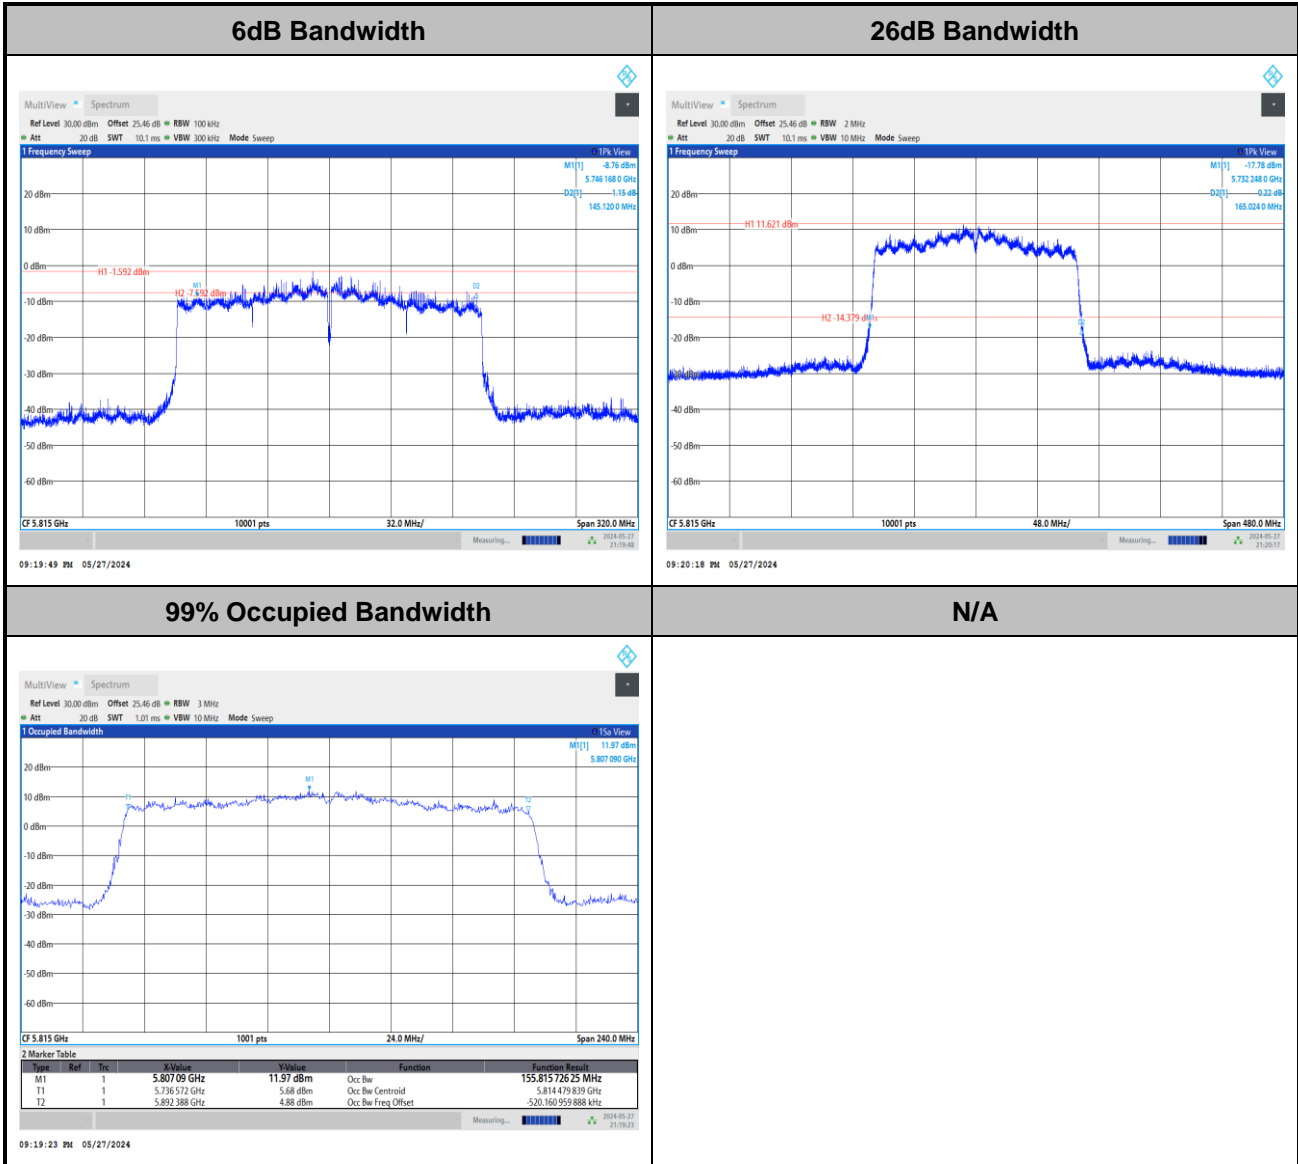 6dB Bandwidth
26dB Bandwidth
MultiView
Spectrum
Ref Level 30.00 dBm Offset 25.46 dB RBW 100 kHz
Att 20 dB SWT 10.1 ms VBW 300 kHz Mode Sweep
1 Frequency Sweep
1Pk View
M1[1] -8.76 dBm
5.746 168 0 GHz
D2[1] -1.15 dB
145.120 0 MHz
20 dBm
10 dBm
0 dBm
H1 -1.592 dBm
M1
D2
H2 -7.592 dBm
-10 dBm
-20 dBm
-30 dBm
-40 dBm
-50 dBm
-60 dBm
CF 5.815 GHz 10001 pts 32.0 MHz/ Span 320.0 MHz
Measuring...
2024-05-27
21:19:48
09:19:49 PM 05/27/2024
MultiView
Spectrum
Ref Level 30.00 dBm Offset 25.46 dB RBW 2 MHz
Att 20 dB SWT 10.1 ms VBW 10 MHz Mode Sweep
1 Frequency Sweep
1Pk View
M1[1] -17.78 dBm
5.732 248 0 GHz
D2[1] -0.22 dB
165.024 0 MHz
20 dBm
H1 11.621 dBm
10 dBm
0 dBm
-10 dBm
H2 -14.379 dBm
M1
D2
-20 dBm
-30 dBm
-40 dBm
-50 dBm
-60 dBm
CF 5.815 GHz 10001 pts 48.0 MHz/ Span 480.0 MHz
Measuring...
2024-05-27
21:20:17
09:20:18 PM 05/27/2024
99% Occupied Bandwidth
N/A
MultiView
Spectrum
Ref Level 30.00 dBm Offset 25.46 dB RBW 3 MHz
Att 20 dB SWT 1.01 ms VBW 10 MHz Mode Sweep
1 Occupied Bandwidth
1Sa View
M1[1] 11.97 dBm
5.807 090 GHz
20 dBm
M1
T1
T2
10 dBm
0 dBm
-10 dBm
-20 dBm
-30 dBm
-40 dBm
-50 dBm
-60 dBm
CF 5.815 GHz 1001 pts 24.0 MHz/ Span 240.0 MHz
2 Marker Table
Type Ref Trc X-Value Y-Value Function Function Result
M1 1 5.807 09 GHz 11.97 dBm Occ Bw 155.815 726 25 MHz
T1 1 5.736 572 GHz 5.68 dBm Occ Bw Centroid 5.814 479 839 GHz
T2 1 5.892 388 GHz 4.88 dBm Occ Bw Freq Offset -520.160 959 888 kHz
Measuring...
2024-05-27
21:19:23
09:19:23 PM 05/27/2024